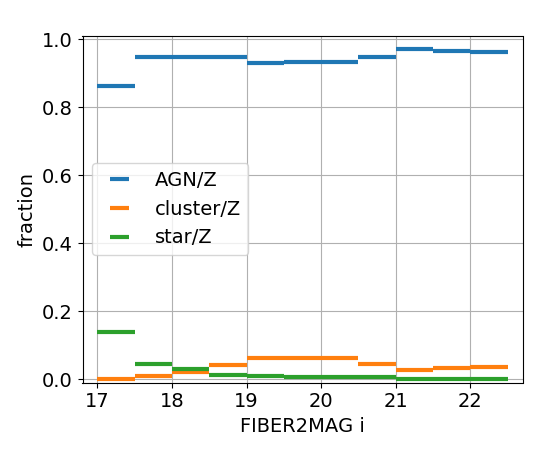 1.0
0.8
0.6
0.4
0.2
0.0
fraction
AGN/Z
cluster/Z
star/Z
17 18 19 20 21 22
FIBER2MAG i